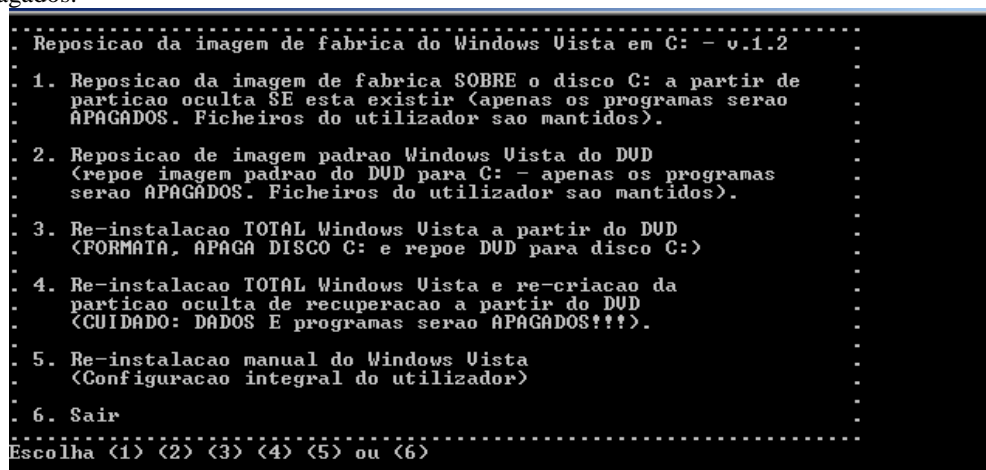 agados.
. Reposicao da imagem de fabrica do Windows Vista em C: - v.1.2 .
. 1. Reposicao da imagem de fabrica SOBRE o disco C: a partir de .
. particao oculta SE esta existir (apenas os programas serao .
. APAGADOS. Ficheiros do utilizador sao mantidos). .
. 2. Reposicao de imagem padrao Windows Vista do DVD .
. (repoe imagem padrao do DVD para C: - apenas os programas .
. serao APAGADOS. Ficheiros do utilizador sao mantidos). .
. 3. Re-instalacao TOTAL Windows Vista a partir do DVD .
. (FORMATA, APAGA DISCO C: e repoe DVD para disco C:) .
. 4. Re-instalacao TOTAL Windows Vista e re-criacao da .
. particao oculta de recuperacao a partir do DVD .
. (CUIDADO: DADOS E programas serao APAGADOS!!!). .
. 5. Re-instalacao manual do Windows Vista .
. (Configuracao integral do utilizador) .
. 6. Sair .
Escolha (1) (2) (3) (4) (5) ou (6)